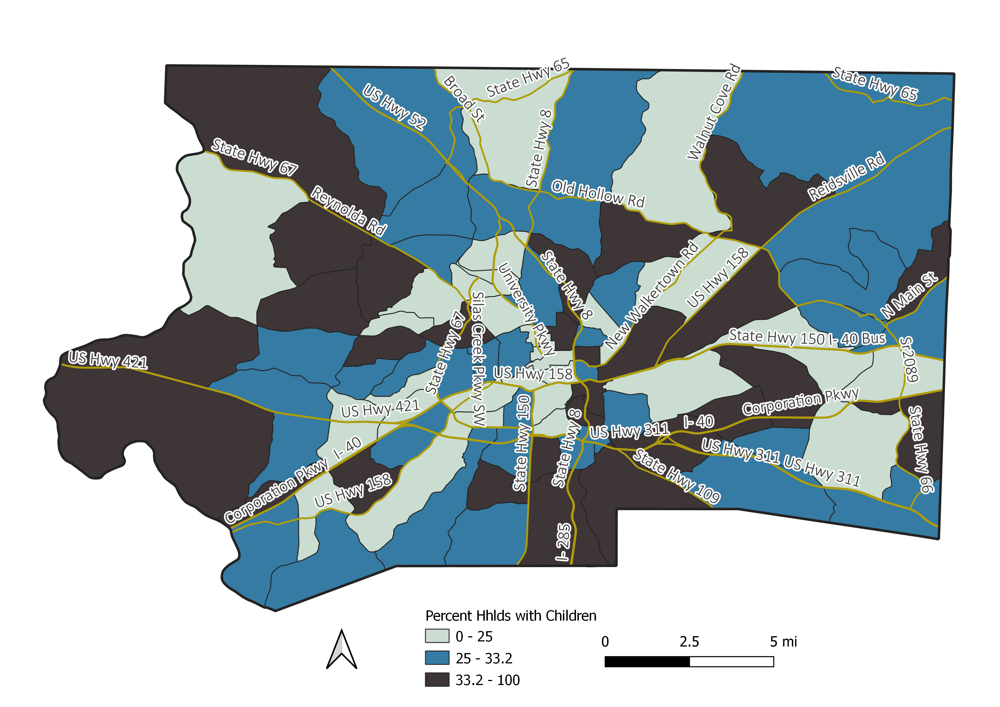 State Hwy 65
Broad St
State Hwy 65
US Hwy 52
State Hwy 8
Walnut Cove Rd
State Hwy 67
Reynolda Rd
Old Hollow Rd
Reidsville Rd
State Hwy 8
New Walkertown Rd
US Hwy 158
University Pkwy
Silas Creek Pkwy SW
State Hwy 67
N Main St
State Hwy 150 I- 40 Bus
Sr2089
US Hwy 421
US Hwy 158
US Hwy 421
State Hwy 150
State Hwy 8
Corporation Pkwy
I- 40
US Hwy 311
State Hwy 66
I- 40
Corporation Pkwy
US Hwy 158
US Hwy 311 US Hwy 311
State Hwy 109
I- 285
Percent Hhlds with Children
0 - 25
25 - 33.2
33.2 - 100
0 2.5 5 mi